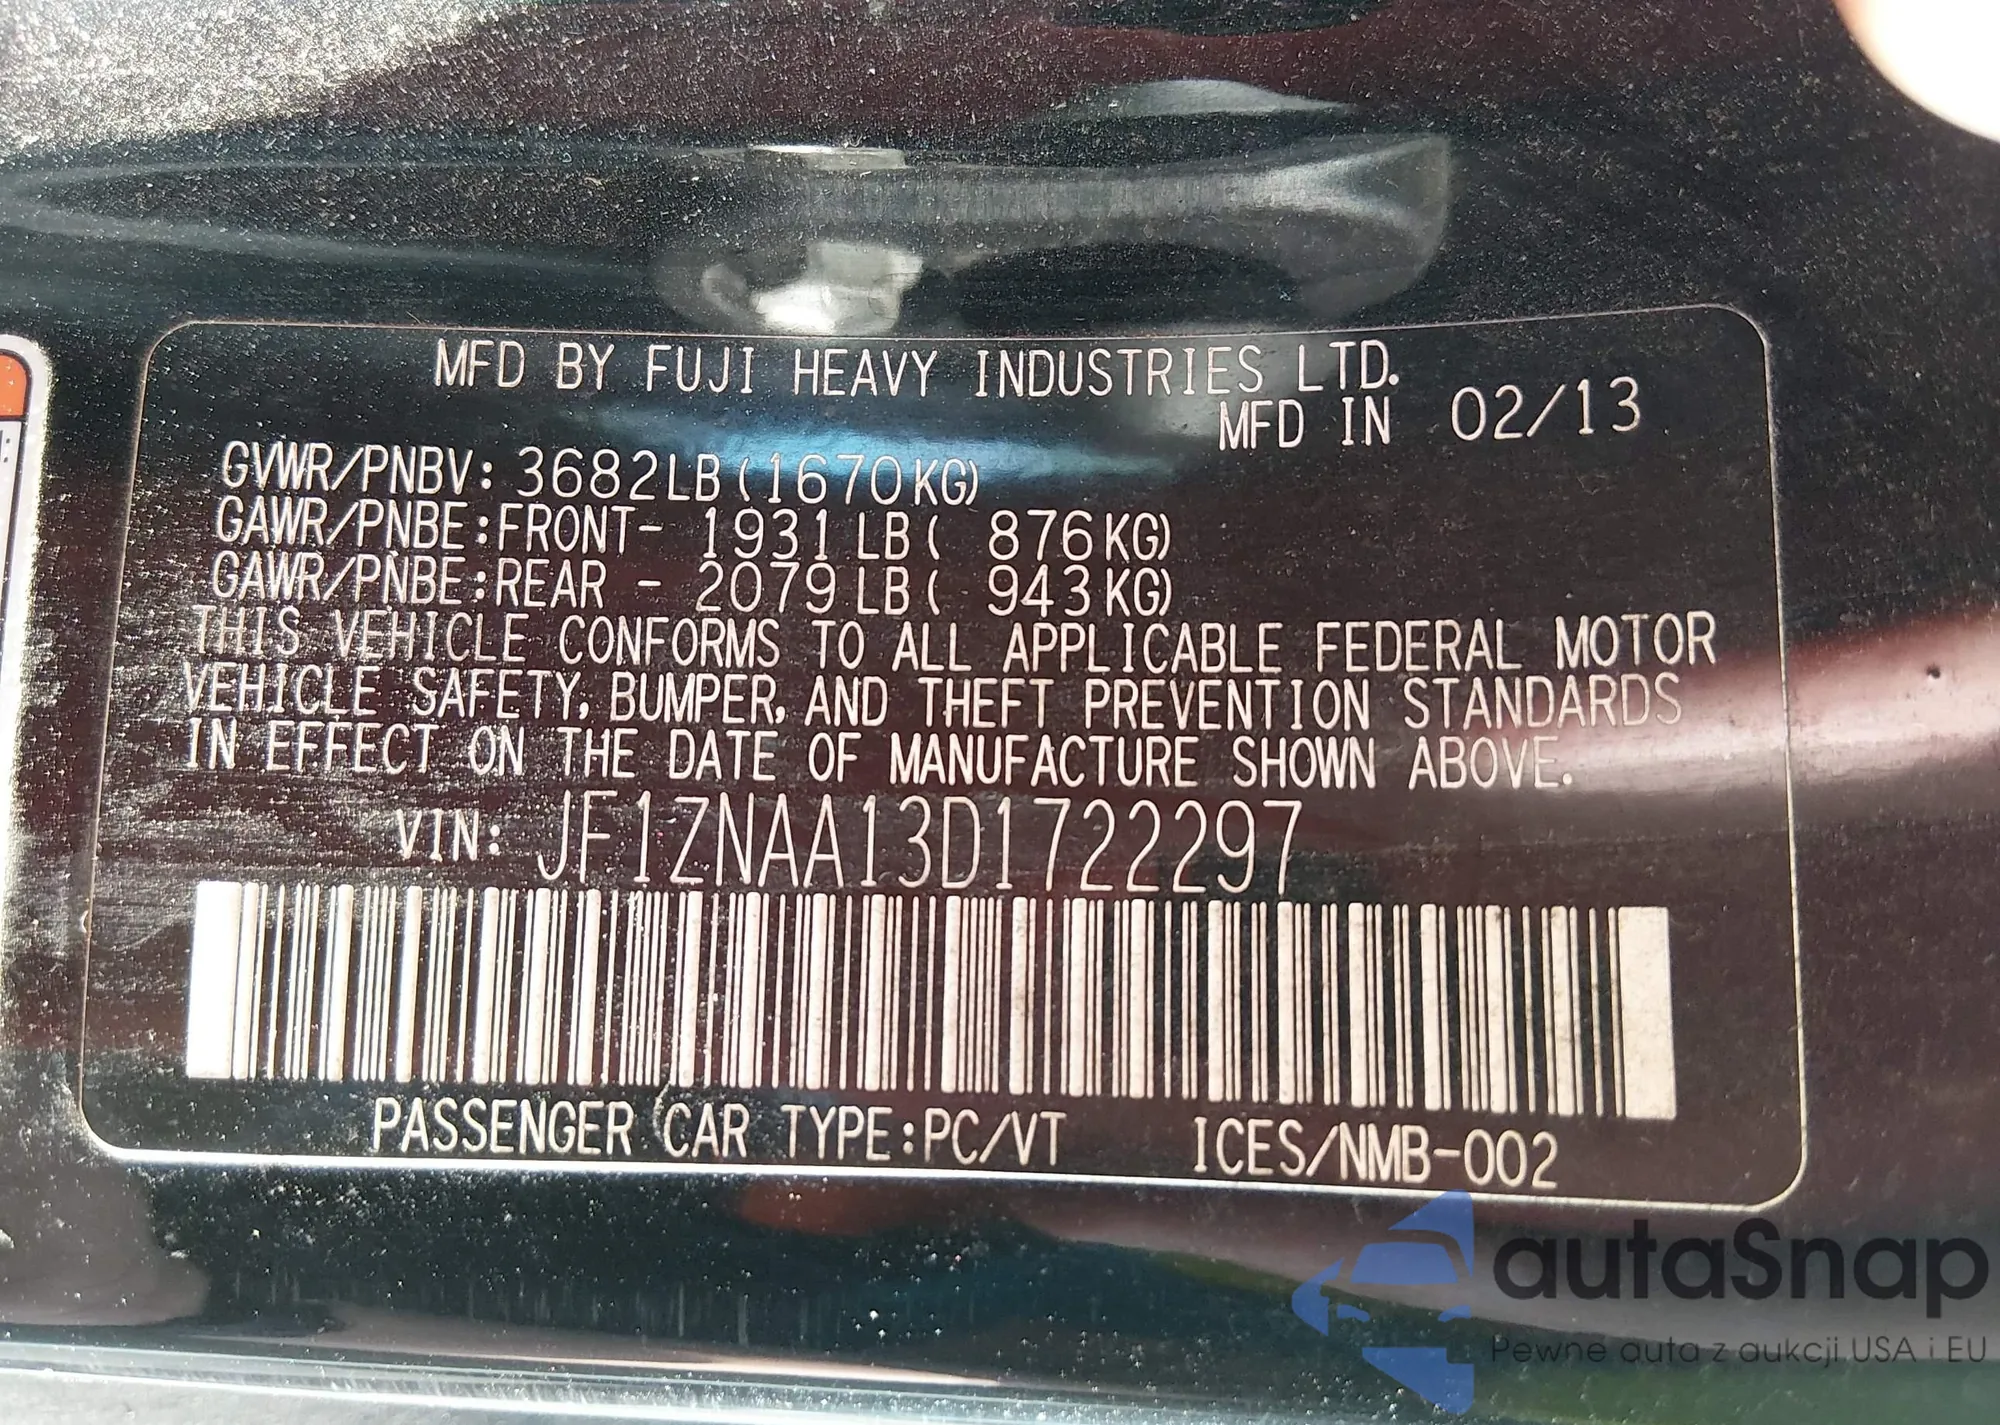 MFD BY FUJI HEAVY INDUSTRIES LTD.
MFD IN 02/13
GVWR/PNBV: 3682LB(1670KG)
GAWR/PNBE:FRONT- 1931LB( 876KG)
GAWR/PNBE:REAR - 2079LB( 943KG)
THIS VEHICLE CONFORMS TO ALL APPLICABLE FEDERAL MOTOR
VEHICLE SAFETY, BUMPER, AND THEFT PREVENTION STANDARDS
IN EFFECT ON THE DATE OF MANUFACTURE SHOWN ABOVE.
VIN: JF1ZNAA13D1722297
PASSENGER CAR TYPE:PC/VT ICES/NMB-002
autaSnap
Pewne auta z aukcji USA i EU